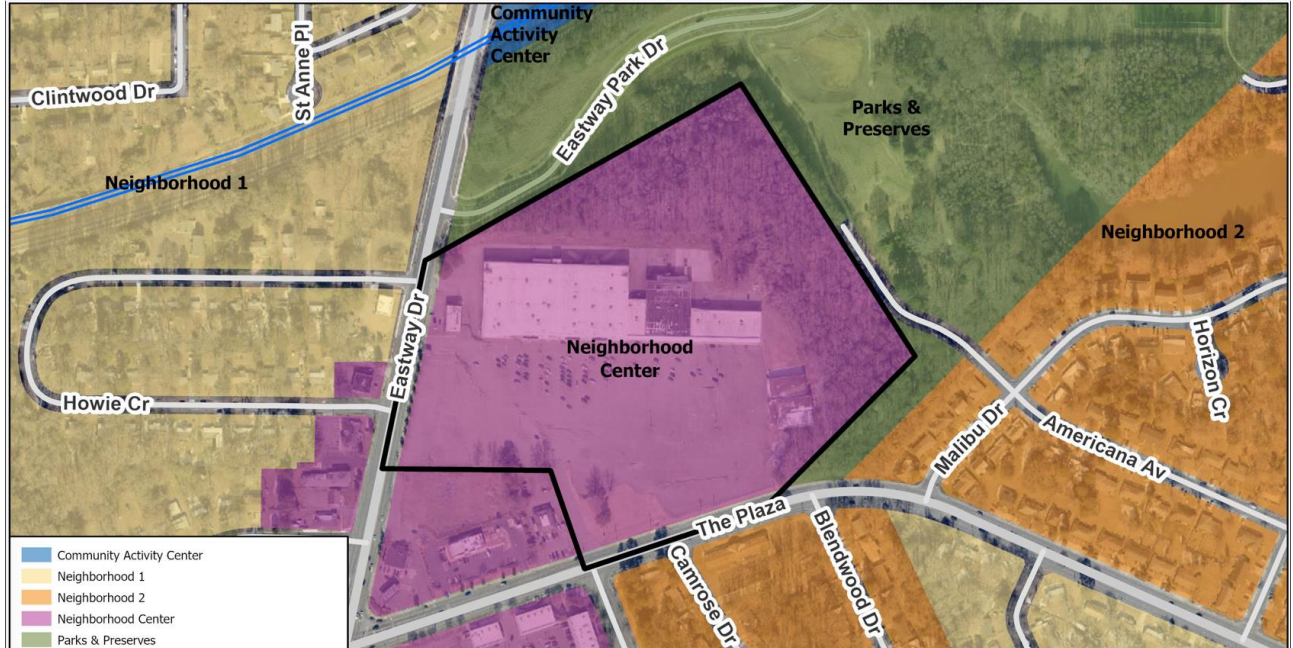 Community
Activity
Center
St Anne Pl
Clintwood Dr
Eastway Park Dr
Parks &
Preserves
Neighborhood 1
Neighborhood 2
Eastway Dr
Neighborhood
Center
Horizon Cr
Howie Cr
Malibu Dr
Americana Av
The Plaza
Blendwood Dr
Camrose Dr
Community Activity Center
Neighborhood 1
Neighborhood 2
Neighborhood Center
Parks & Preserves